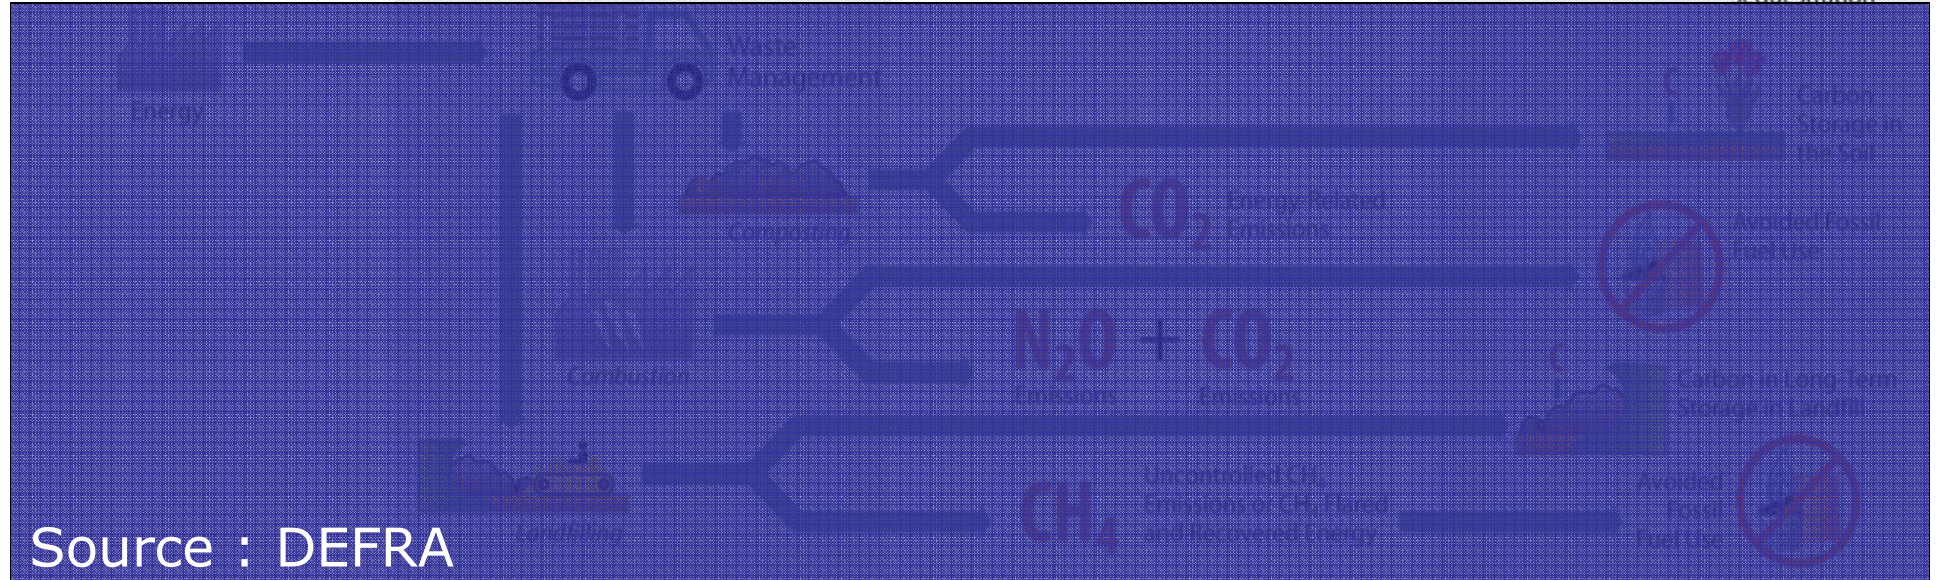 Waste
Management
Energy
Carbon
Storage in
the Soil
CO₂ Energy Related
Emissions
Composting
Avoided Fossil
Fuel Use
N₂O + CO₂
Emissions Emissions
Combustion
C
C
Carbon in Long-Term
Storage in Landfill
CH₄
Uncontrolled CH₄
Emissions or CH₄ Flared
and Recovered Energy
Avoided
Fossil
Fuel Use
Landfilling
Source : DEFRA